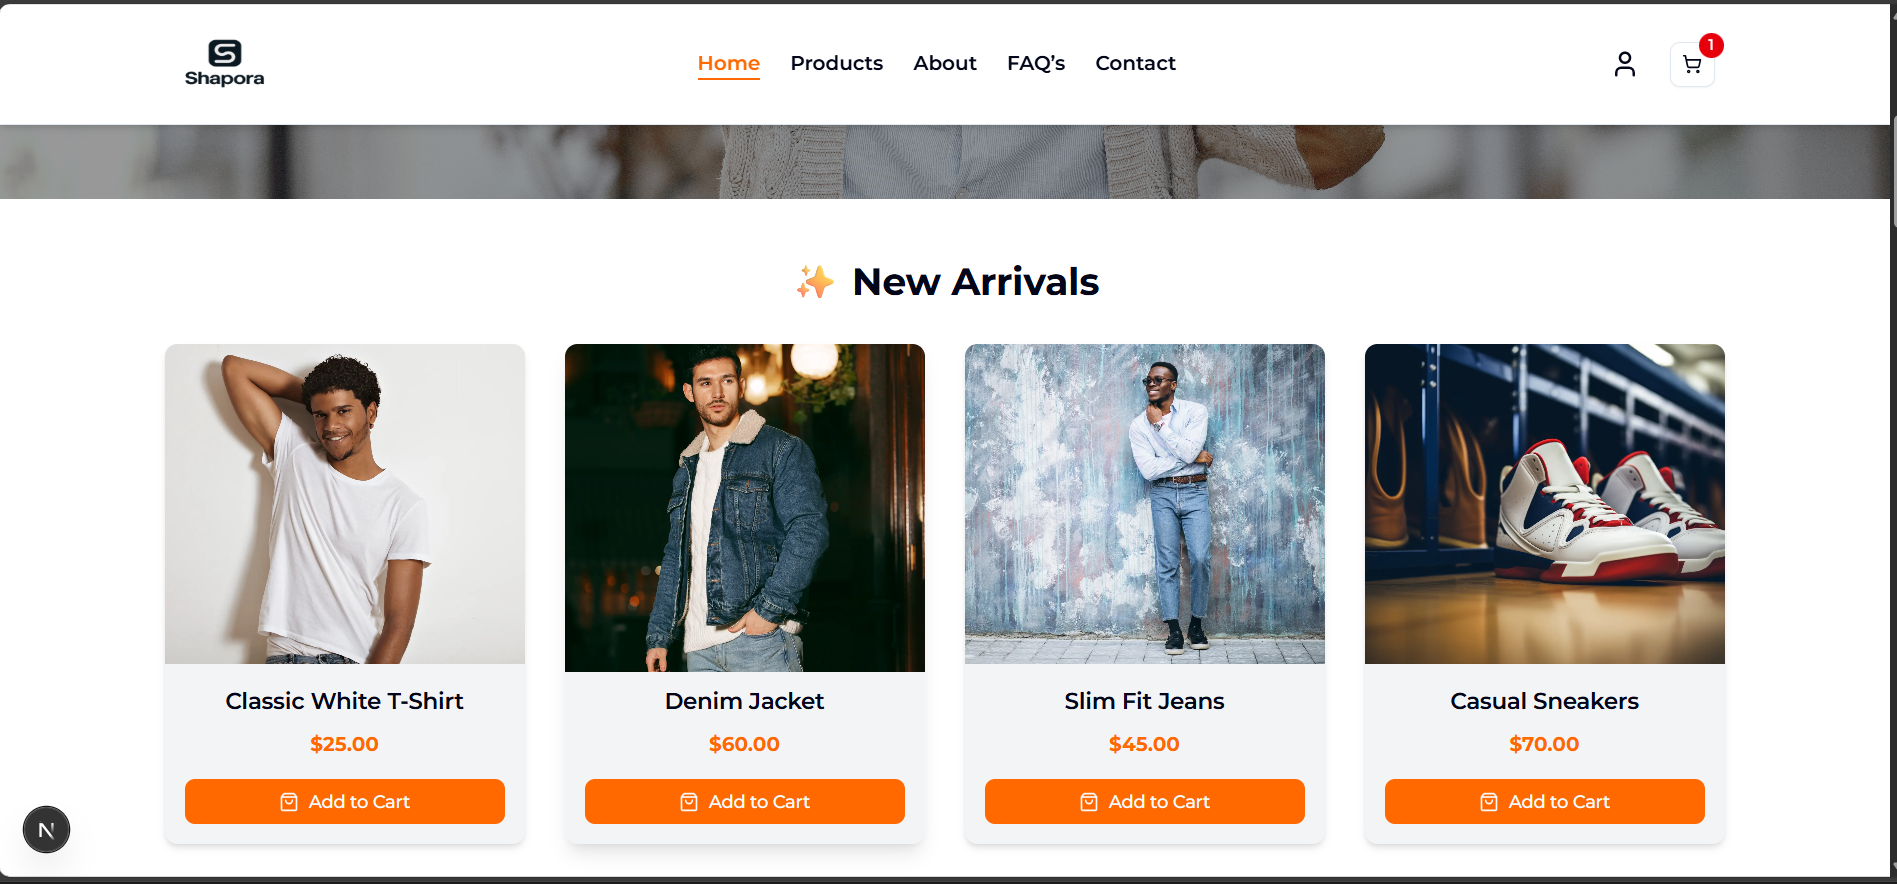 S
Shapora
Home Products About FAQ’s Contact
1
✨ New Arrivals
Classic White T-Shirt
$25.00
Add to Cart
Denim Jacket
$60.00
Add to Cart
Slim Fit Jeans
$45.00
Add to Cart
Casual Sneakers
$70.00
Add to Cart
N